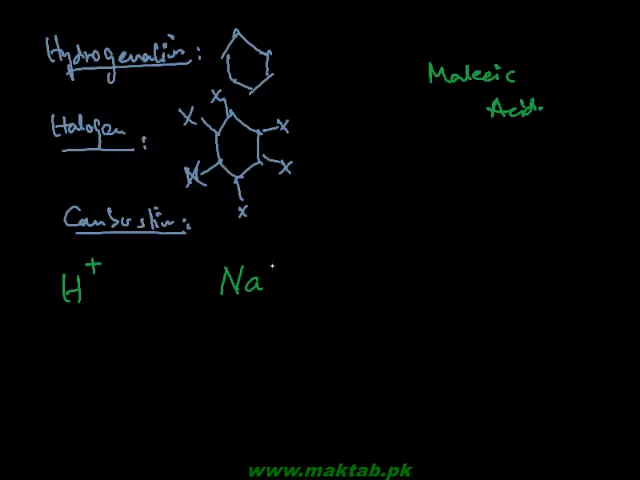 Hydrogenation :
Maleeic
Acid.
X
X
Halogen :
X
X
X
X
Combustion :
H+
Na
www.maktab.pk